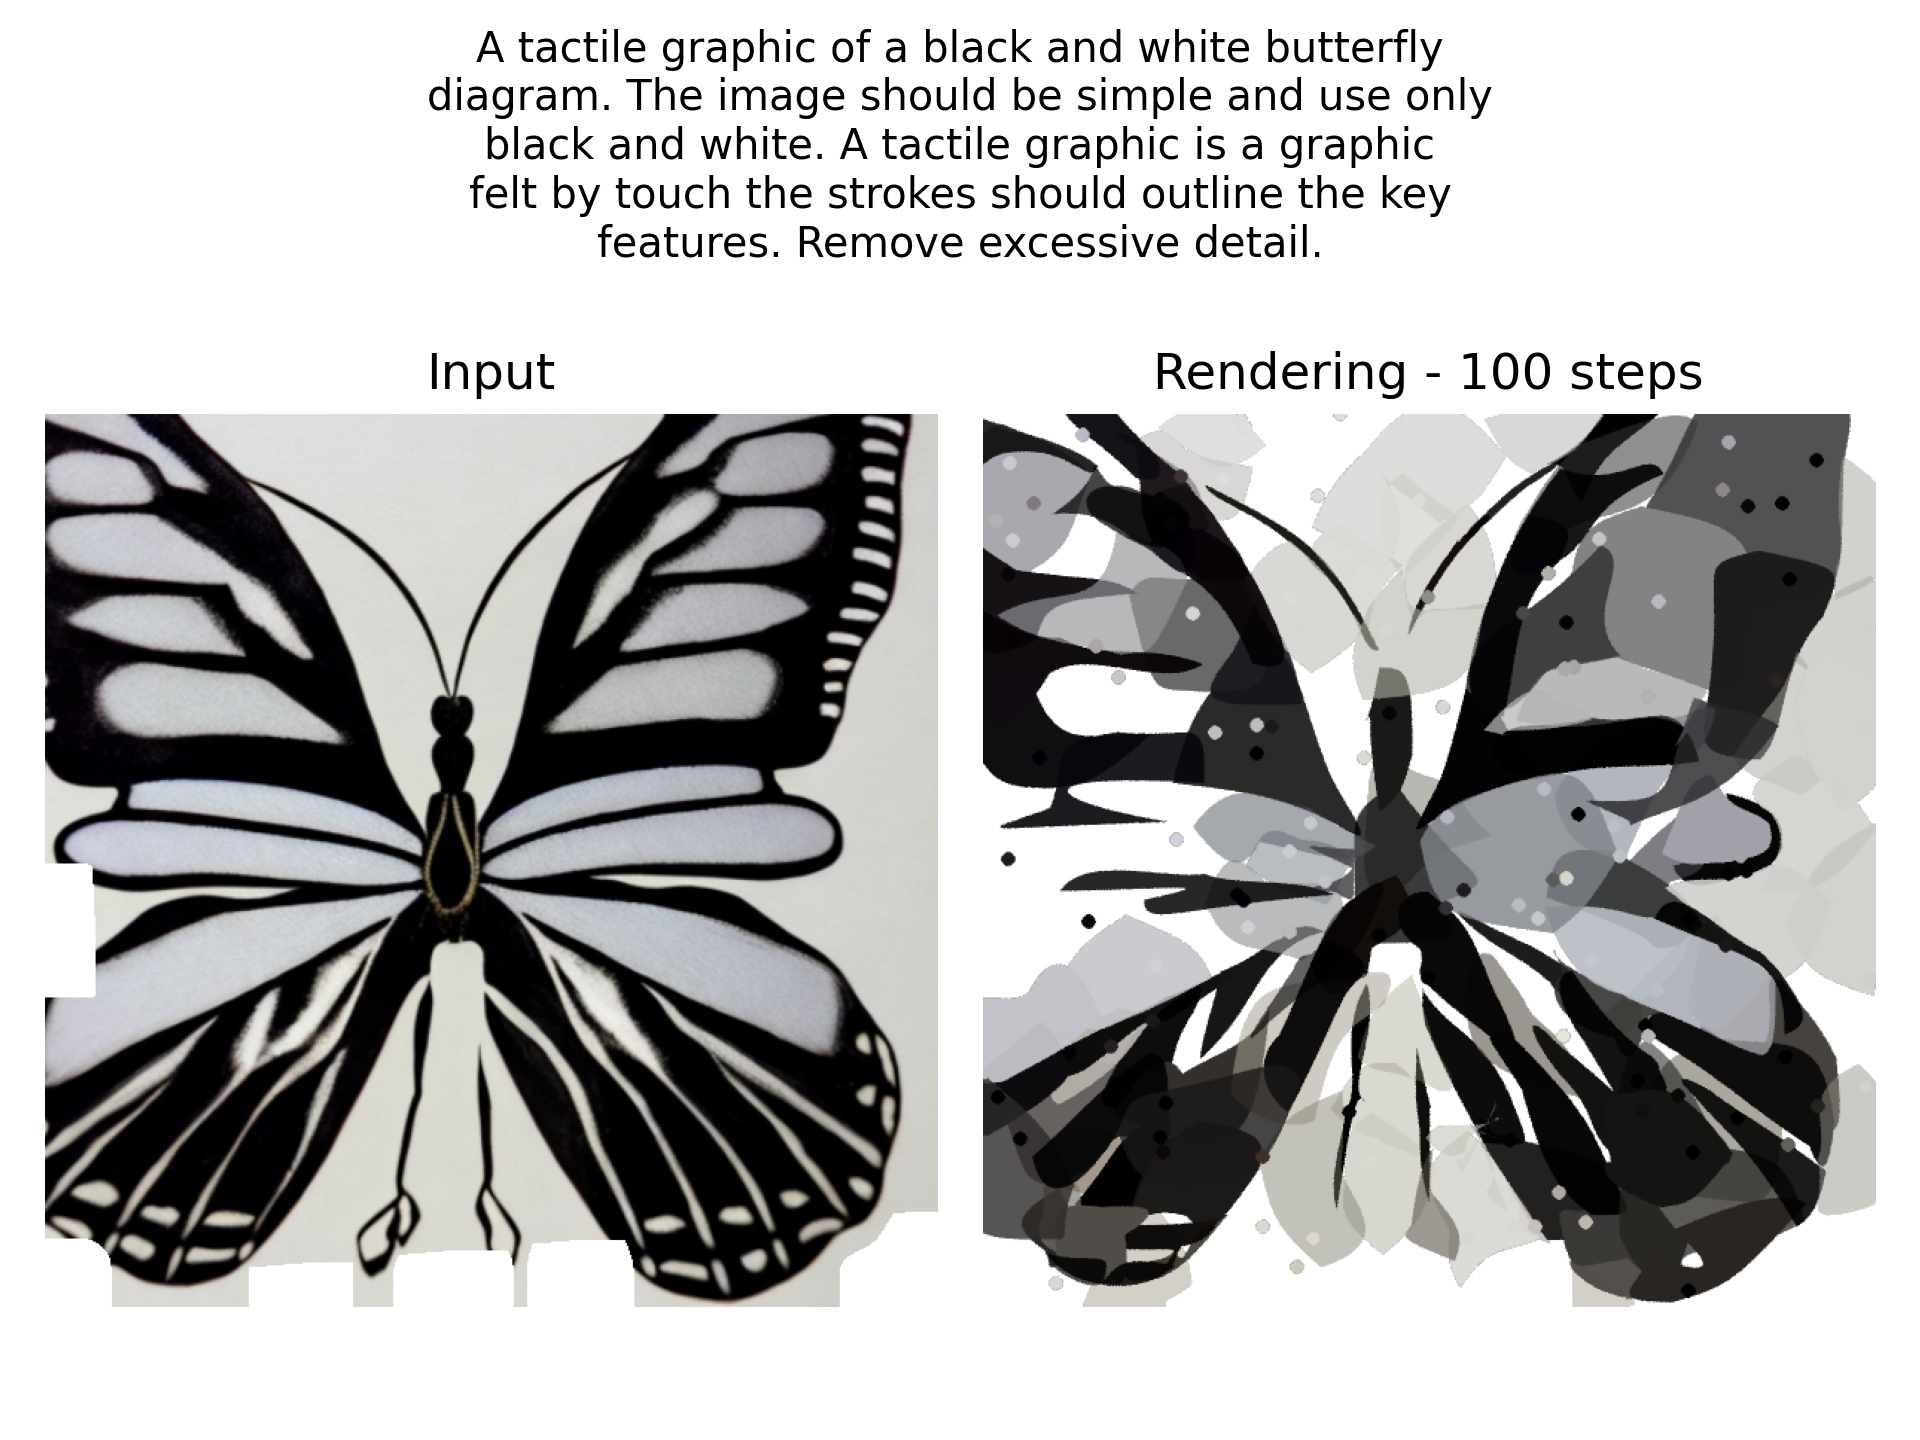 A tactile graphic of a black and white butterfly
diagram. The image should be simple and use only
black and white. A tactile graphic is a graphic
felt by touch the strokes should outline the key
features. Remove excessive detail.
Input
Rendering - 100 steps